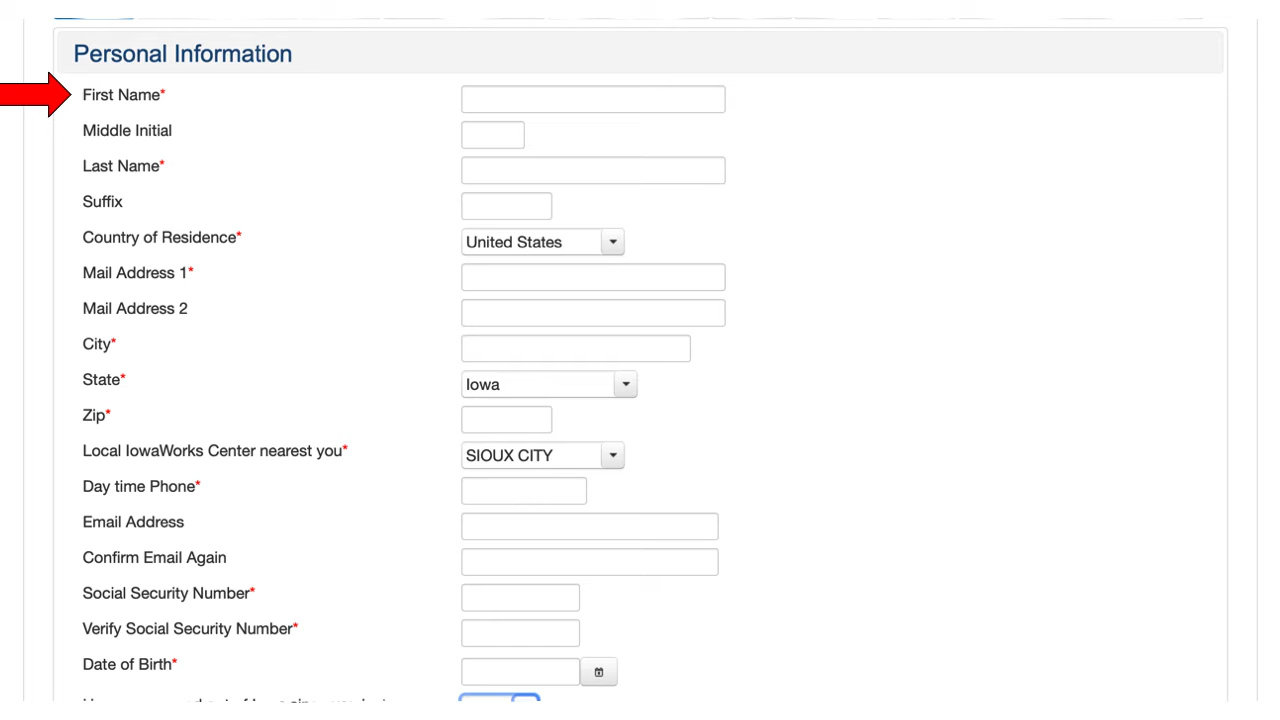 Personal Information
First Name*
Middle Initial
Last Name*
Suffix
Country of Residence*
United States
Mail Address 1*
Mail Address 2
City*
State*
Iowa
Zip*
Local IowaWorks Center nearest you*
SIOUX CITY
Day time Phone*
Email Address
Confirm Email Again
Social Security Number*
Verify Social Security Number*
Date of Birth*